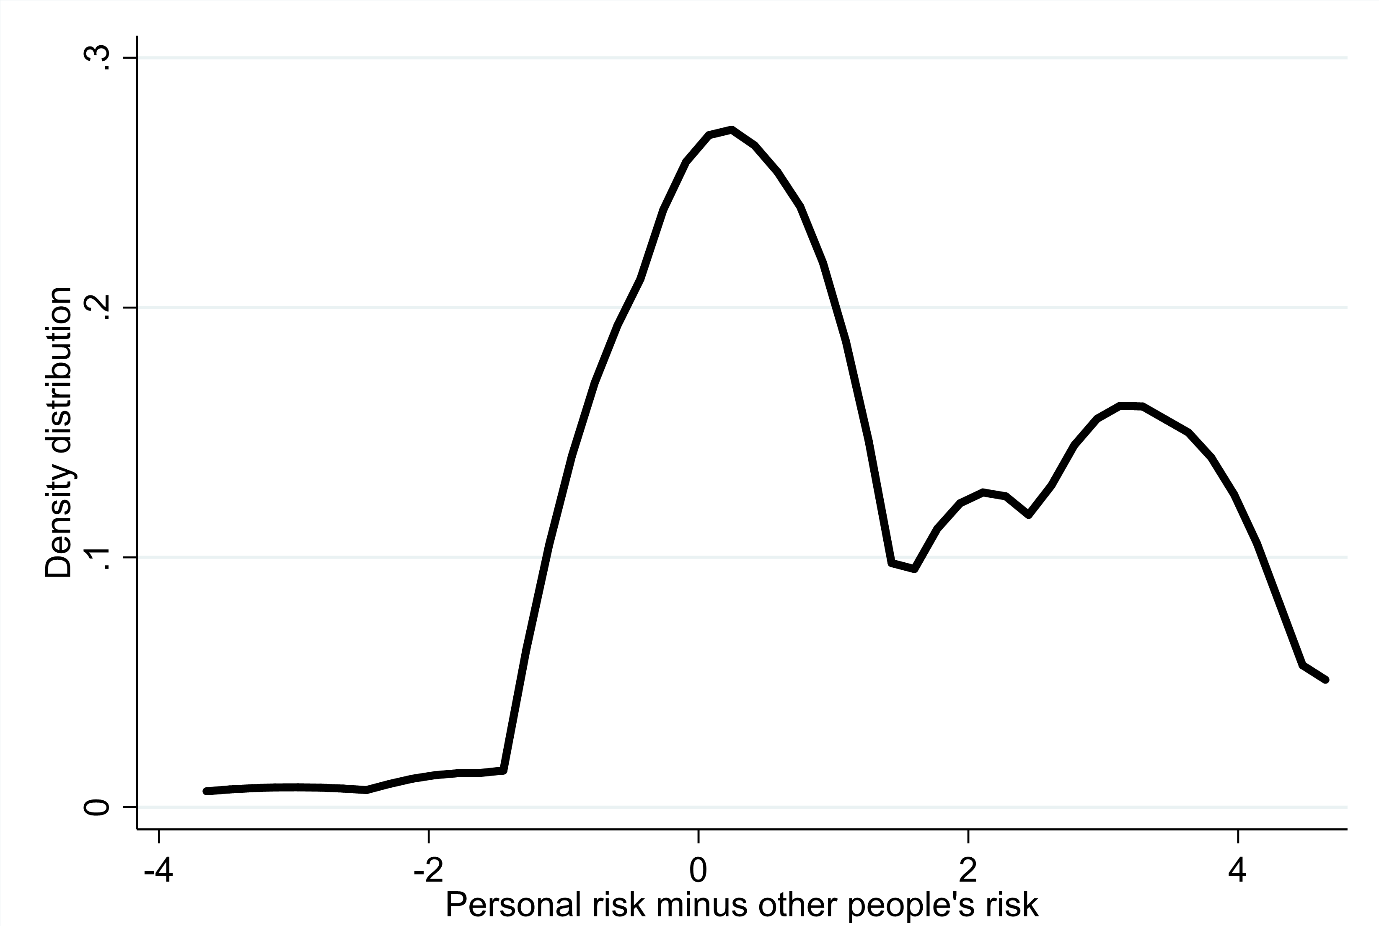 .3
.2
.1
0
Density distribution
-4 -2 0 2 4
Personal risk minus other people's risk